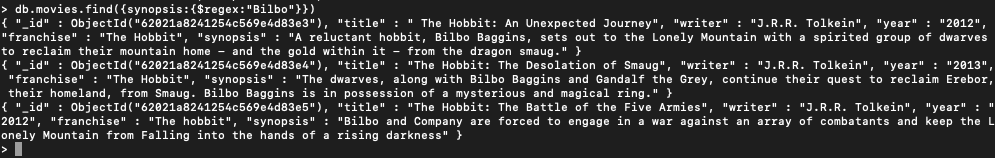 > db.movies.find({synopsis:{$regex:"Bilbo"}})
{ "_id" : ObjectId("62021a8241254c569e4d83e3"), "title" : " The Hobbit: An Unexpected Journey", "writer" : "J.R.R. Tolkein", "year" : "2012",
"franchise" : "The Hobbit", "synopsis" : "A reluctant hobbit, Bilbo Baggins, sets out to the Lonely Mountain with a spirited group of dwarves
to reclaim their mountain home – and the gold within it – from the dragon smaug." }
{ "_id" : ObjectId("62021a8241254c569e4d83e4"), "title" : "The Hobbit: The Desolation of Smaug", "writer" : "J.R.R. Tolkein", "year" : "2013",
"franchise" : "The Hobbit", "synopsis" : "The dwarves, along with Bilbo Baggins and Gandalf the Grey, continue their quest to reclaim Erebor,
their homeland, from Smaug. Bilbo Baggins is in possession of a mysterious and magical ring." }
{ "_id" : ObjectId("62021a8241254c569e4d83e5"), "title" : "The Hobbit: The Battle of the Five Armies", "writer" : "J.R.R. Tolkein", "year" : "
2012", "franchise" : "The hobbit", "synopsis" : "Bilbo and Company are forced to engage in a war against an array of combatants and keep the L
onely Mountain from Falling into the hands of a rising darkness" }
>